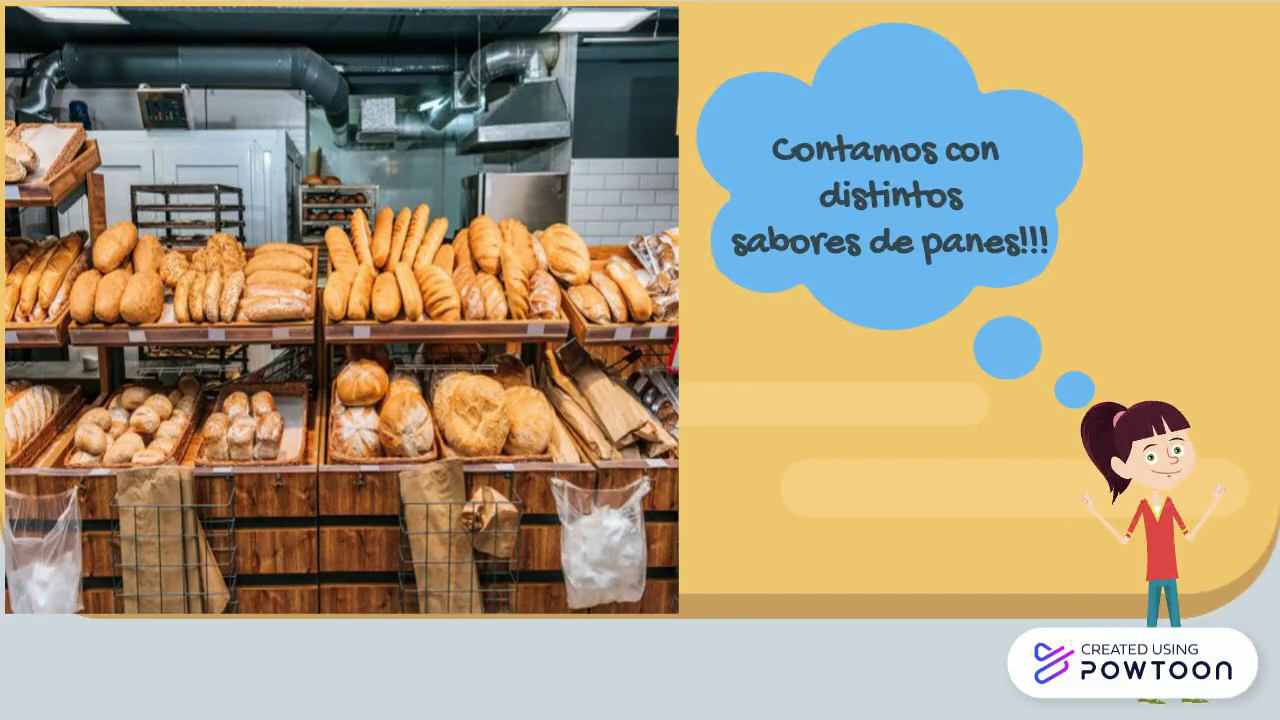 Contamos con
distintos
sabores de panes!!!
CREATED USING
POWTOON